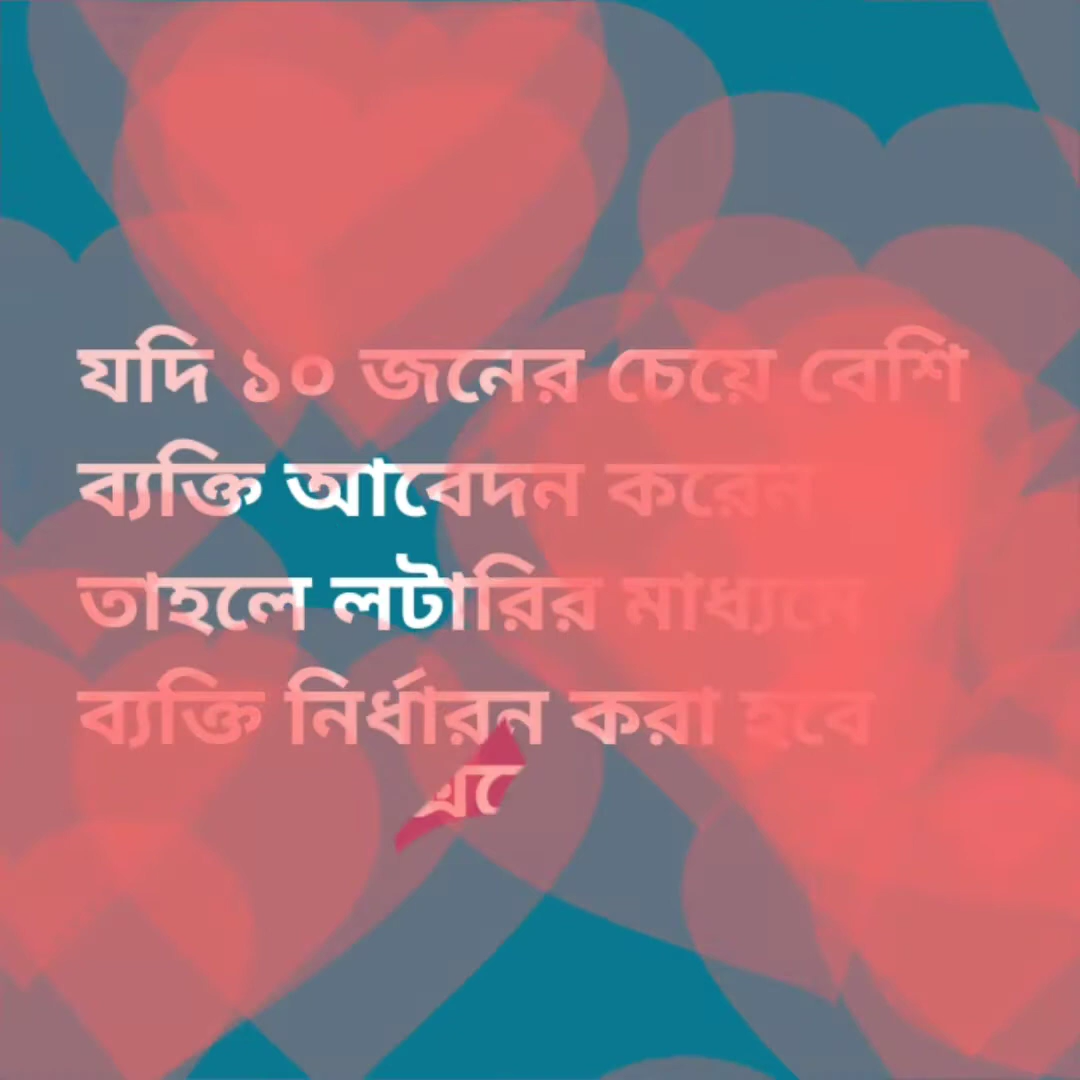 যদি ১০ জনের চেয়ে বেশি
ব্যক্তি আবেদন করেন
তাহলে লটারির মাধ্যমে
ব্যক্তি নির্ধারন করা হবে